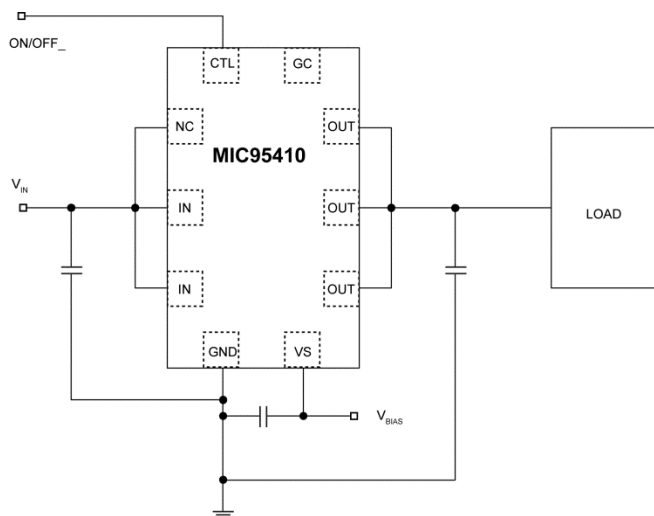 ON/OFF_
CTL
GC
NC
OUT
MIC95410
V_IN
IN
OUT
LOAD
IN
OUT
GND
VS
V_BIAS